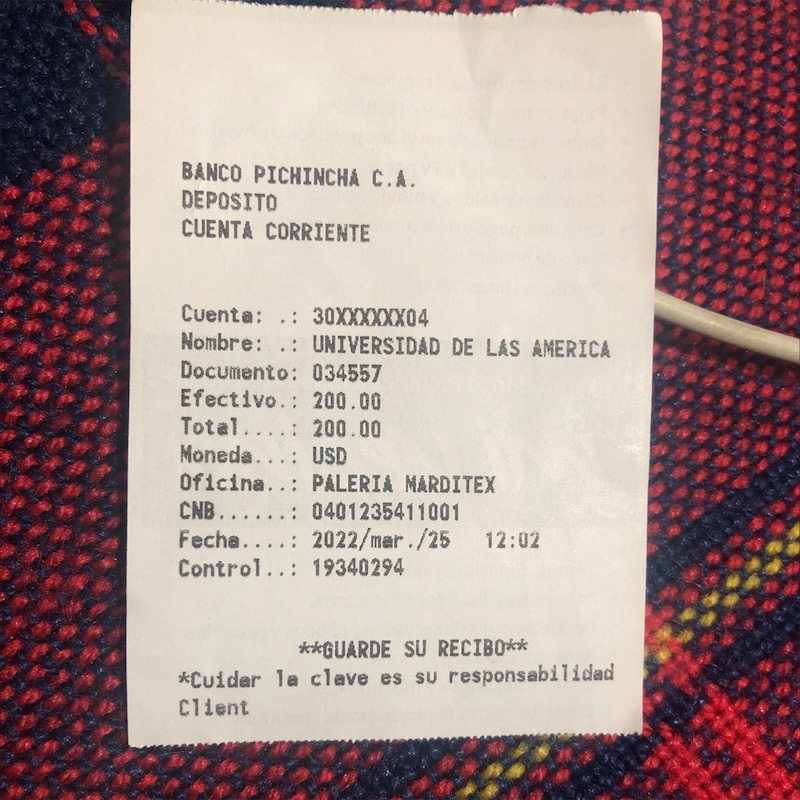 BANCO PICHINCHA C.A.
DEPOSITO
CUENTA CORRIENTE
Cuenta: .: 30XXXXXX04
Nombre: .: UNIVERSIDAD DE LAS AMERICA
Documento: 034557
Efectivo.: 200.00
Total....: 200.00
Moneda...: USD
Oficina..: PALERIA MARDITEX
CNB......: 0401235411001
Fecha....: 2022/mar./25 12:02
Control..: 19340294
**GUARDE SU RECIBO**
*Cuidar la clave es su responsabilidad
Client